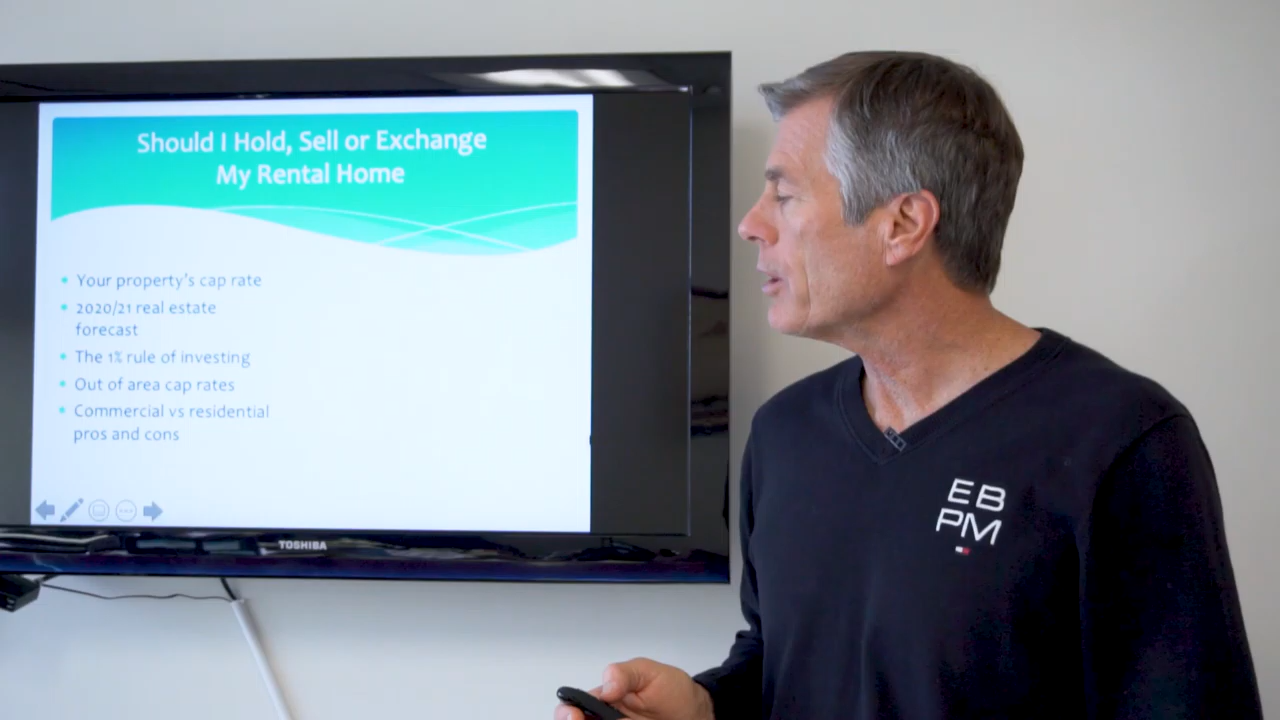 Should I Hold, Sell or Exchange
My Rental Home
• Your property's cap rate
• 2020/21 real estate
forecast
• The 1% rule of investing
• Out of area cap rates
• Commercial vs residential
pros and cons
TOSHIBA
EB
PM